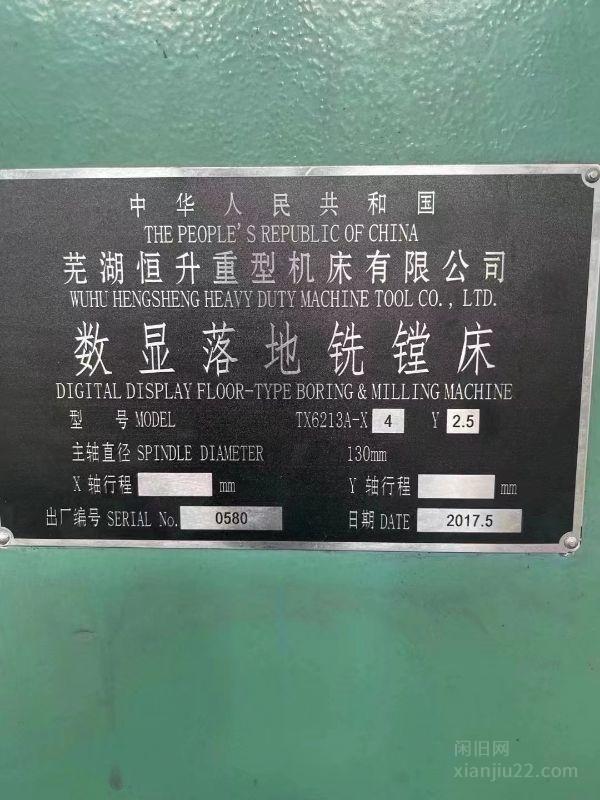 中华人民共和国
THE PEOPLE'S REPUBLIC OF CHINA
芜湖恒升重型机床有限公司
WUHU HENGSHENG HEAVY DUTY MACHINE TOOL CO., LTD.
数显落地铣镗床
DIGITAL DISPLAY FLOOR-TYPE BORING & MILLING MACHINE
型 号 MODEL TX6213A-X 4 Y 2.5
主轴直径 SPINDLE DIAMETER 130mm
X 轴行程 mm Y 轴行程 mm
出厂编号 SERIAL No. 0580 日期 DATE 2017.5
闲旧网
xianjiu22.com